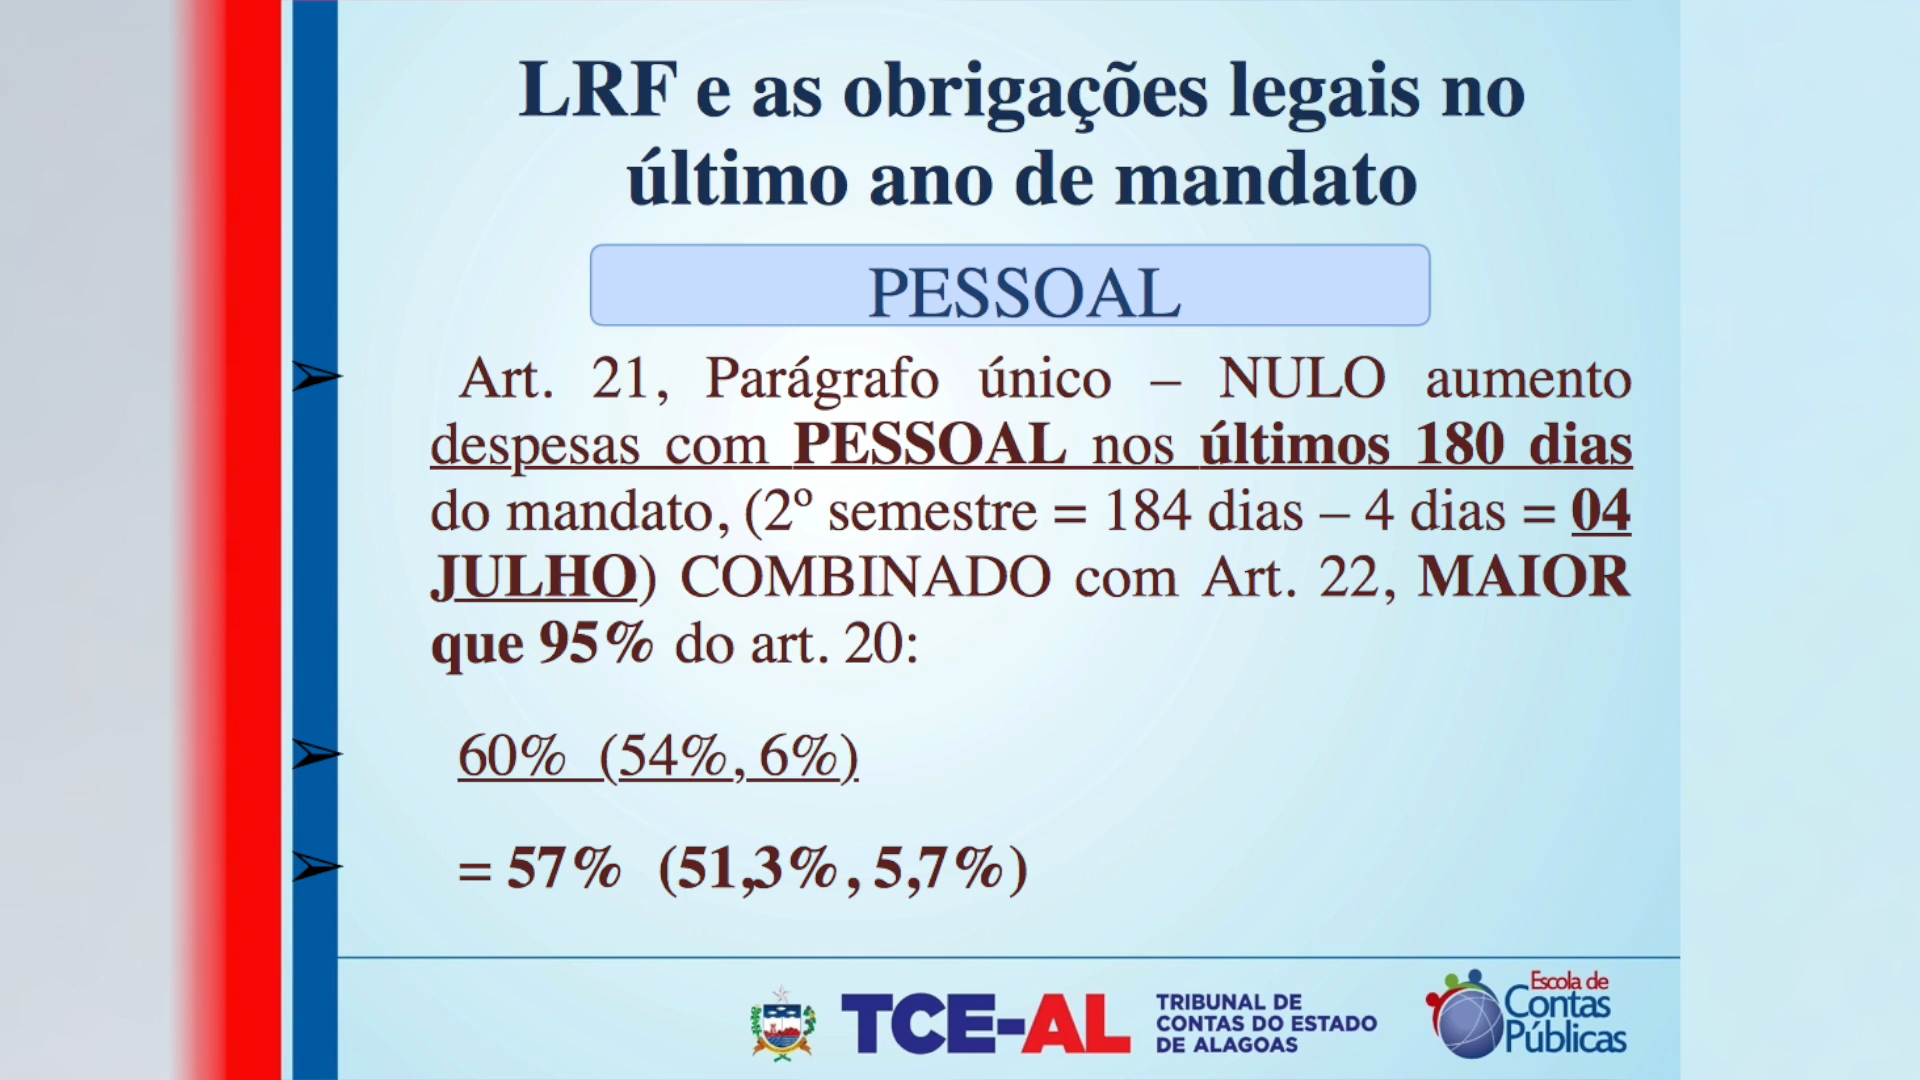 LRF e as obrigações legais no
último ano de mandato
PESSOAL
➢ Art. 21, Parágrafo único – NULO aumento
despesas com PESSOAL nos últimos 180 dias
do mandato, (2º semestre = 184 dias – 4 dias = 04
JULHO) COMBINADO com Art. 22, MAIOR
que 95% do art. 20:
➢ 60% (54%, 6%)
➢ = 57% (51,3%, 5,7%)
TCE-AL
TRIBUNAL DE
CONTAS DO ESTADO
DE ALAGOAS
Escola de
Contas
Públicas